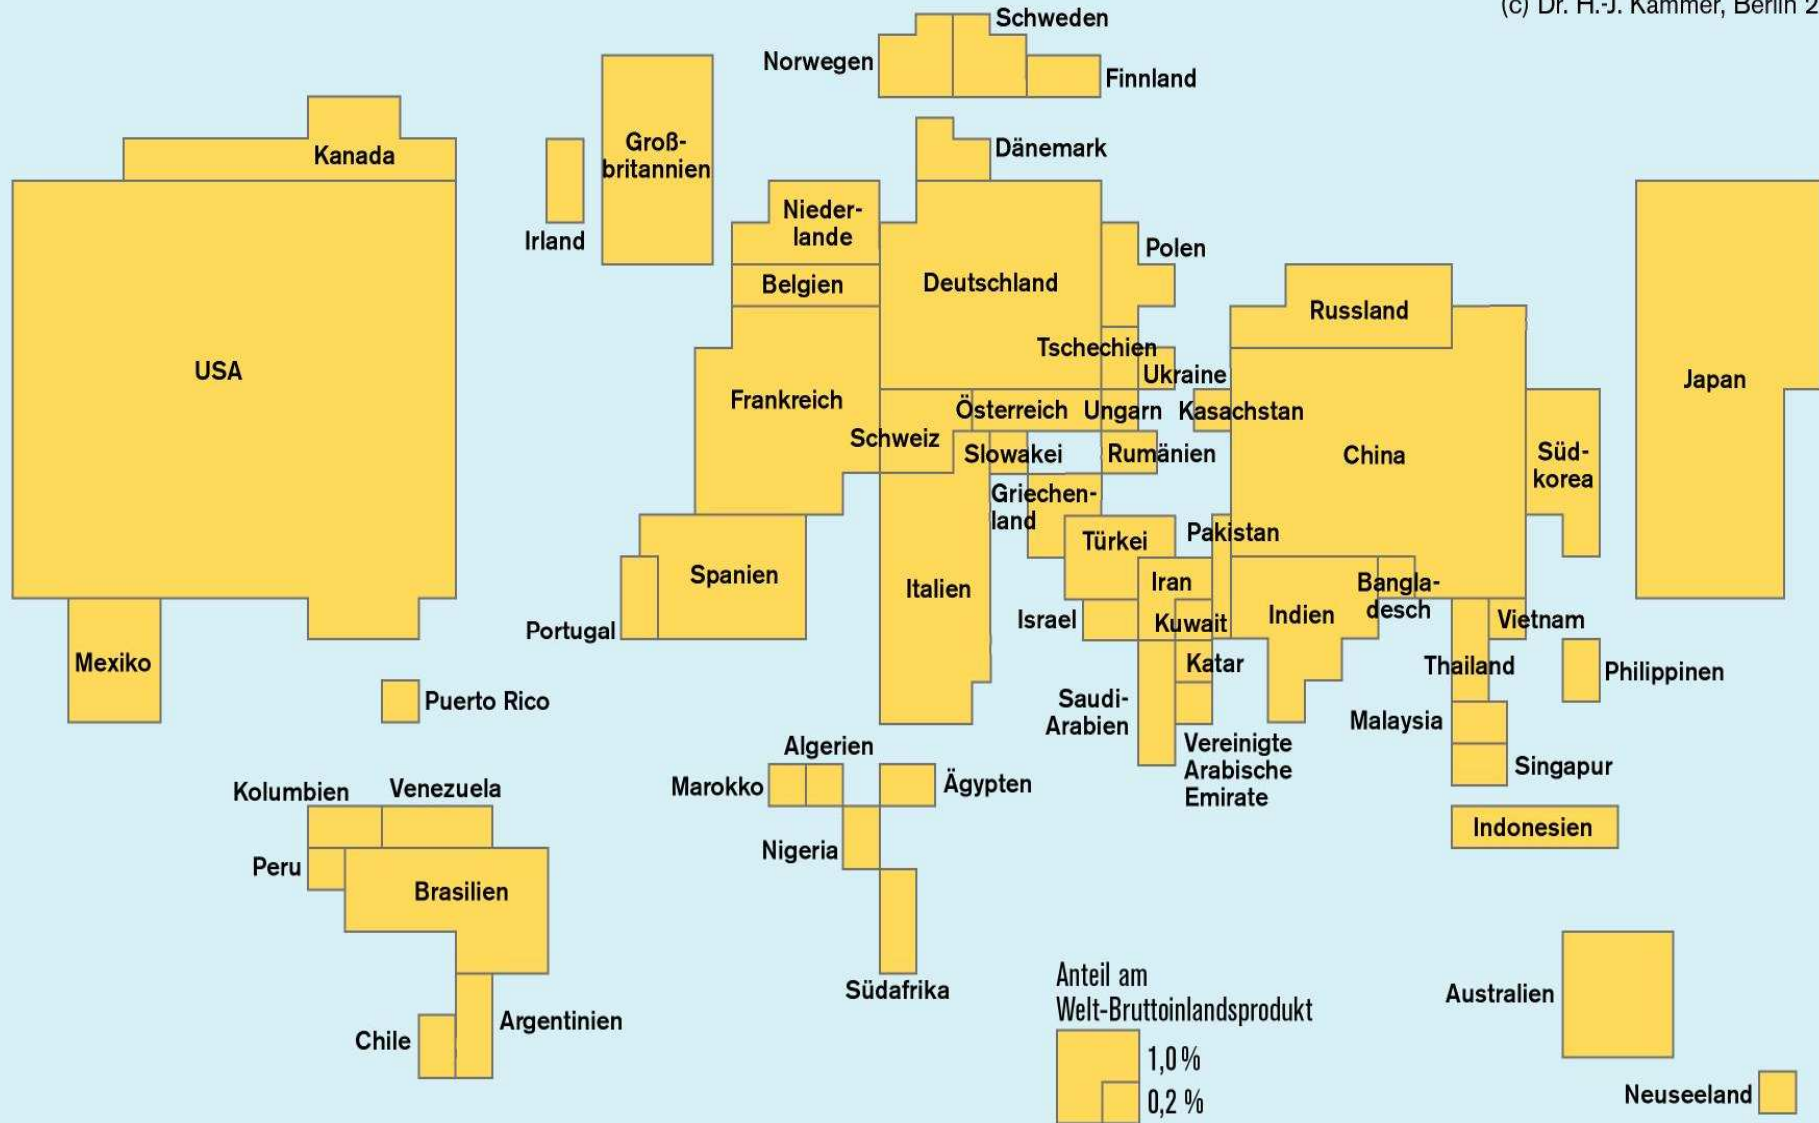 (c) Dr. H.-J. Kammer, Berlin 2
Schweden
Norwegen
Finnland
Kanada
Groß-
britannien
Dänemark
Irland
Nieder-
lande
Polen
Belgien
Deutschland
Russland
USA
Tschechien
Ukraine
Japan
Frankreich
Österreich
Ungarn
Kasachstan
Schweiz
Slowakei
Rumänien
China
Süd-
korea
Griechen-
land
Türkei
Pakistan
Spanien
Italien
Iran
Bangla-
desch
Portugal
Israel
Kuwait
Indien
Vietnam
Mexiko
Katar
Thailand
Philippinen
Puerto Rico
Saudi-
Arabien
Malaysia
Algerien
Vereinigte
Arabische
Emirate
Singapur
Kolumbien
Venezuela
Marokko
Ägypten
Indonesien
Peru
Nigeria
Brasilien
Südafrika
Anteil am
Welt-Bruttoinlandsprodukt
1,0 %
0,2 %
Australien
Argentinien
Chile
Neuseeland